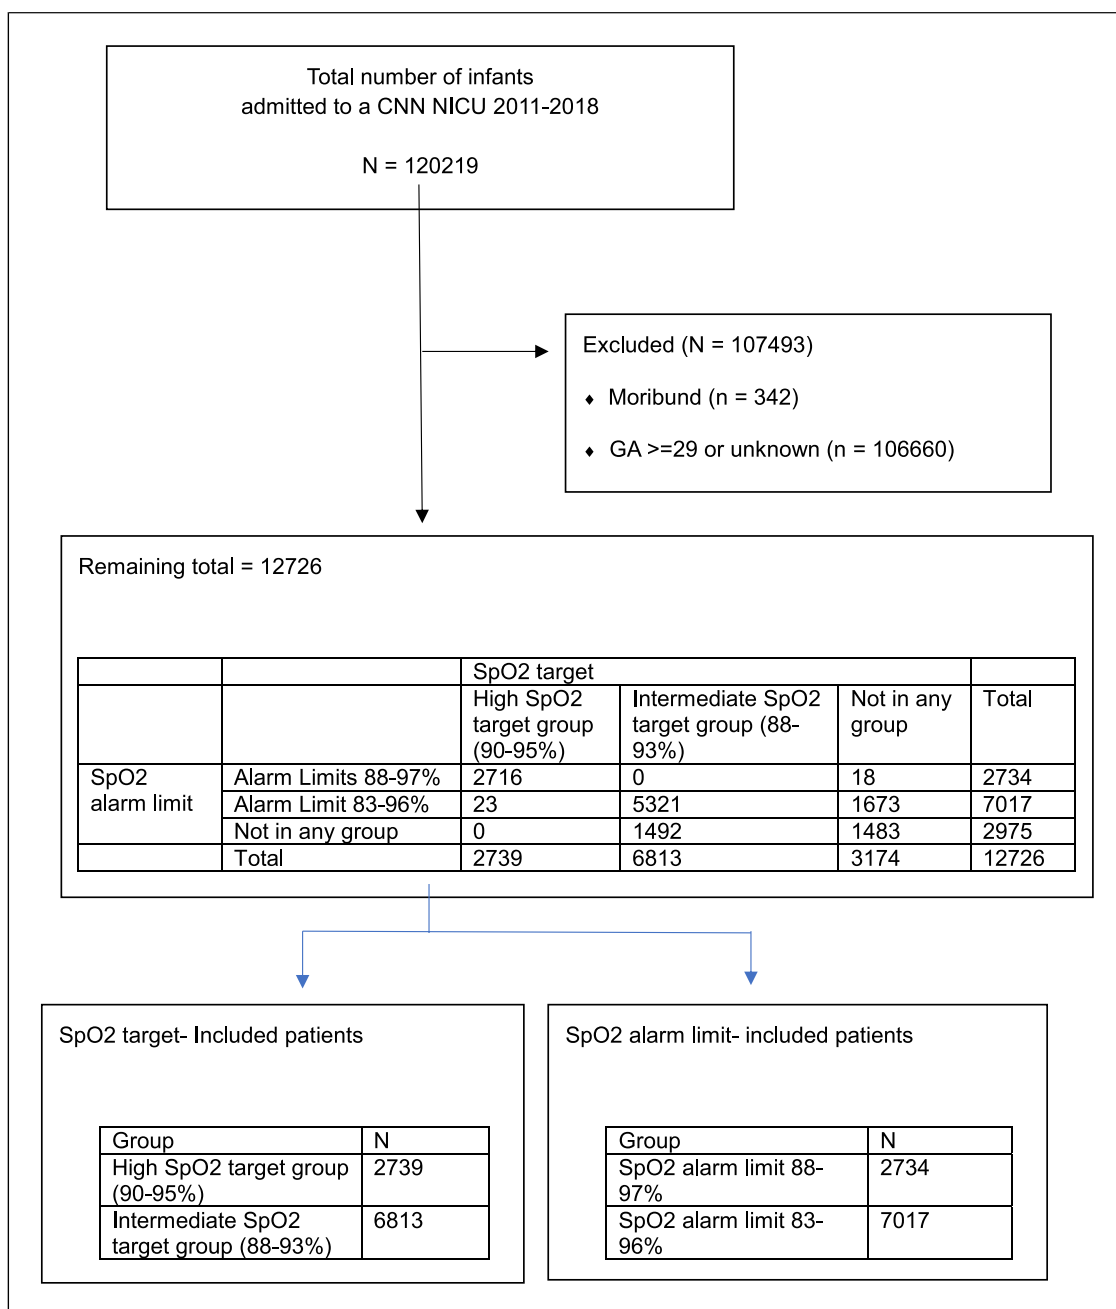 Total number of infants
admitted to a CNN NICU 2011-2018
N = 120219
Excluded (N = 107493)
♦ Moribund (n = 342)
♦ GA >=29 or unknown (n = 106660)
Remaining total = 12726
SpO2 target
High SpO2 target group (90-95%) Intermediate SpO2 target group (88-93%) Not in any group Total
SpO2 alarm limit Alarm Limits 88-97% 2716 0 18 2734
Alarm Limit 83-96% 23 5321 1673 7017
Not in any group 0 1492 1483 2975
Total 2739 6813 3174 12726
SpO2 target- Included patients
Group N
High SpO2 target group (90-95%) 2739
Intermediate SpO2 target group (88-93%) 6813
SpO2 alarm limit- included patients
Group N
SpO2 alarm limit 88-97% 2734
SpO2 alarm limit 83-96% 7017